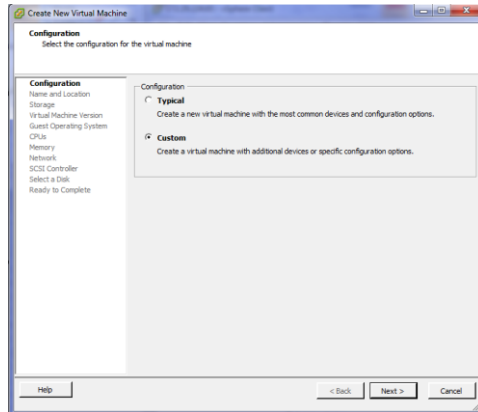 Create New Virtual Machine
Configuration
Select the configuration for the virtual machine
Configuration
Name and Location
Storage
Virtual Machine Version
Guest Operating System
CPUs
Memory
Network
SCSI Controller
Select a Disk
Ready to Complete
Configuration
Typical
Create a new virtual machine with the most common devices and configuration options.
Custom
Create a virtual machine with additional devices or specific configuration options.
Help
< Back
Next >
Cancel